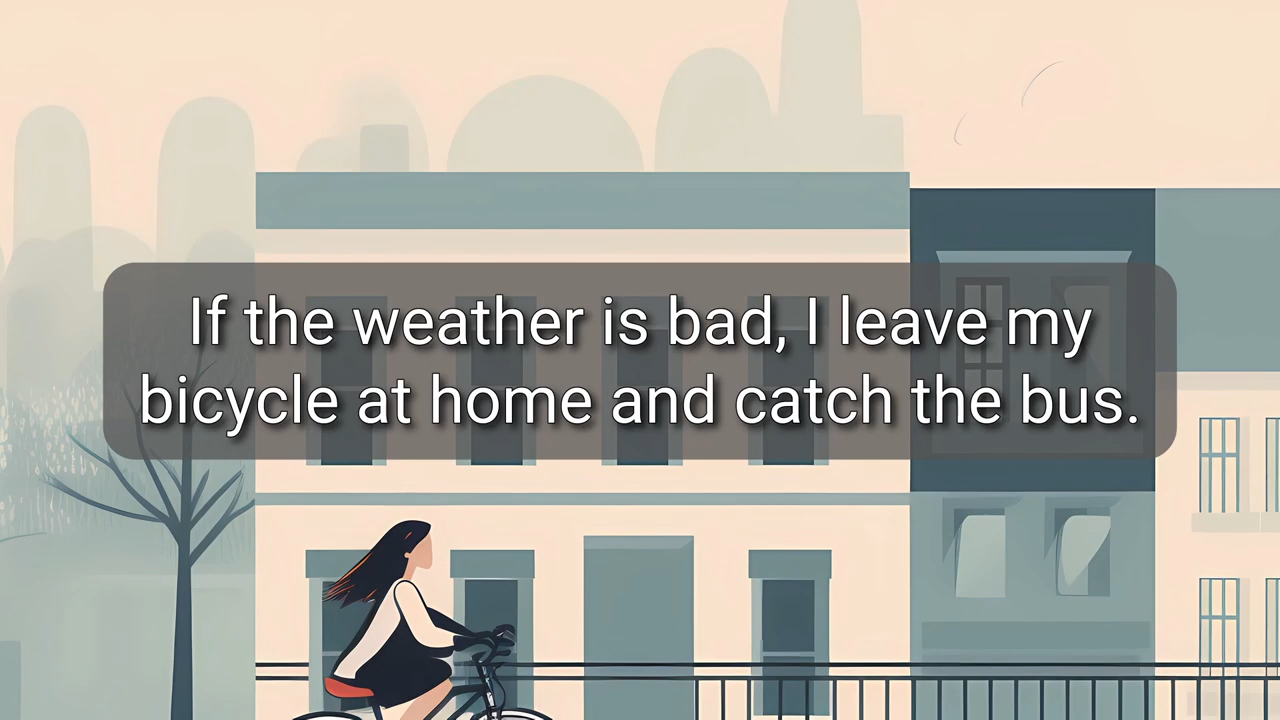 If the weather is bad, I leave my
bicycle at home and catch the bus.